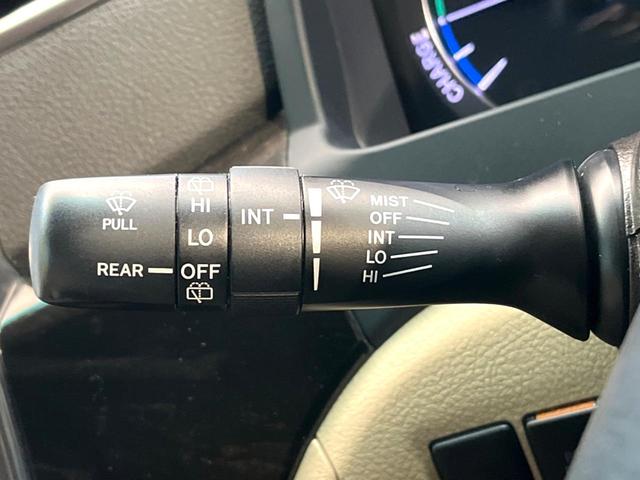 CHARGE
PULL
REAR
HI
LO
OFF
INT
MIST
OFF
INT
LO
HI